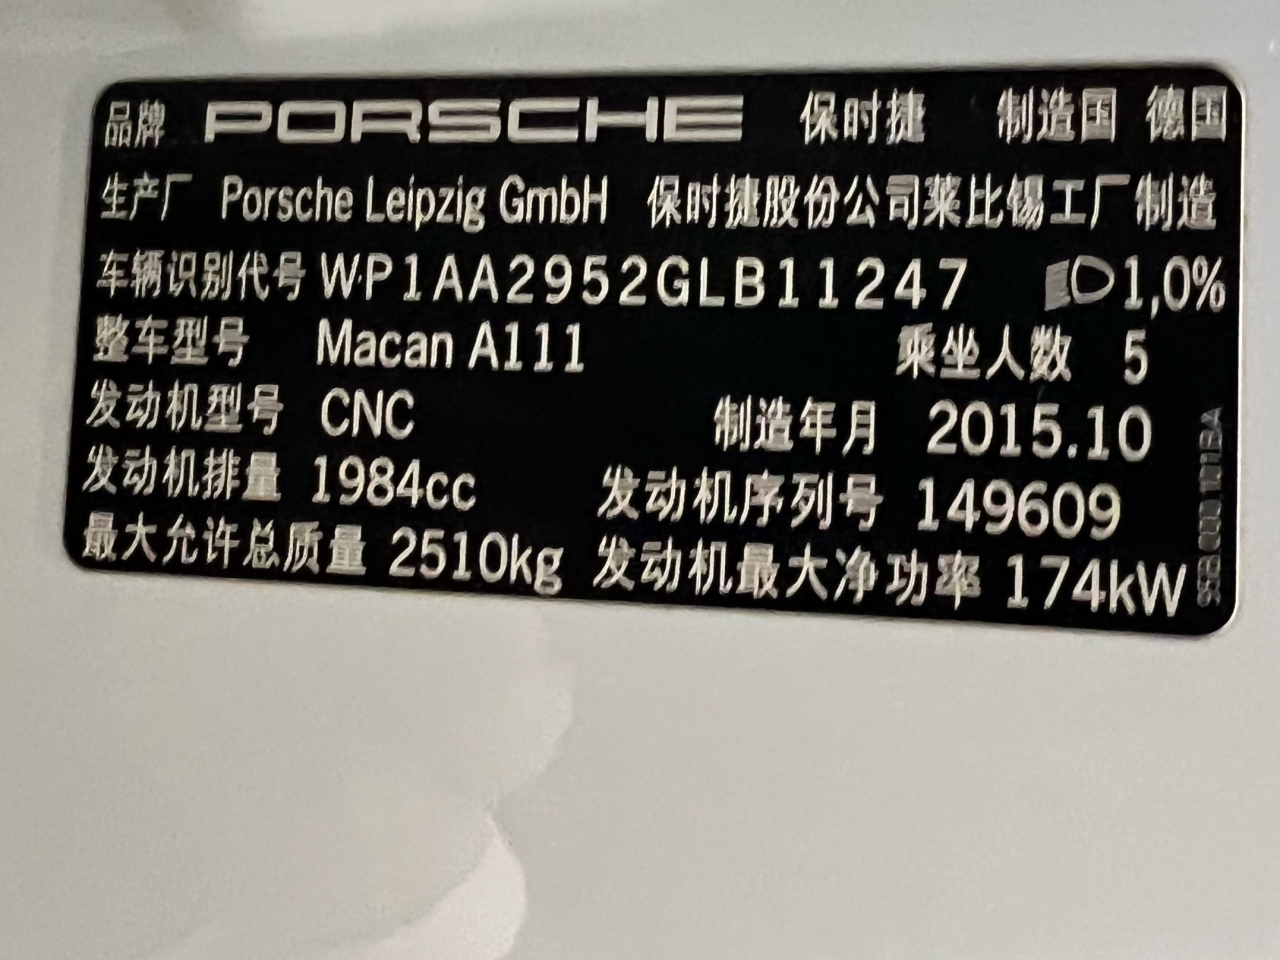 品牌 PORSCHE 保时捷 制造国 德国
生产厂 Porsche Leipzig GmbH 保时捷股份公司莱比锡工厂制造
车辆识别代号 WP1AA2952GLB11247 1,0%
整车型号 Macan A111 乘坐人数 5
发动机型号 CNC 制造年月 2015.10
发动机排量 1984cc 发动机序列号 149609
最大允许总质量 2510kg 发动机最大净功率 174kW